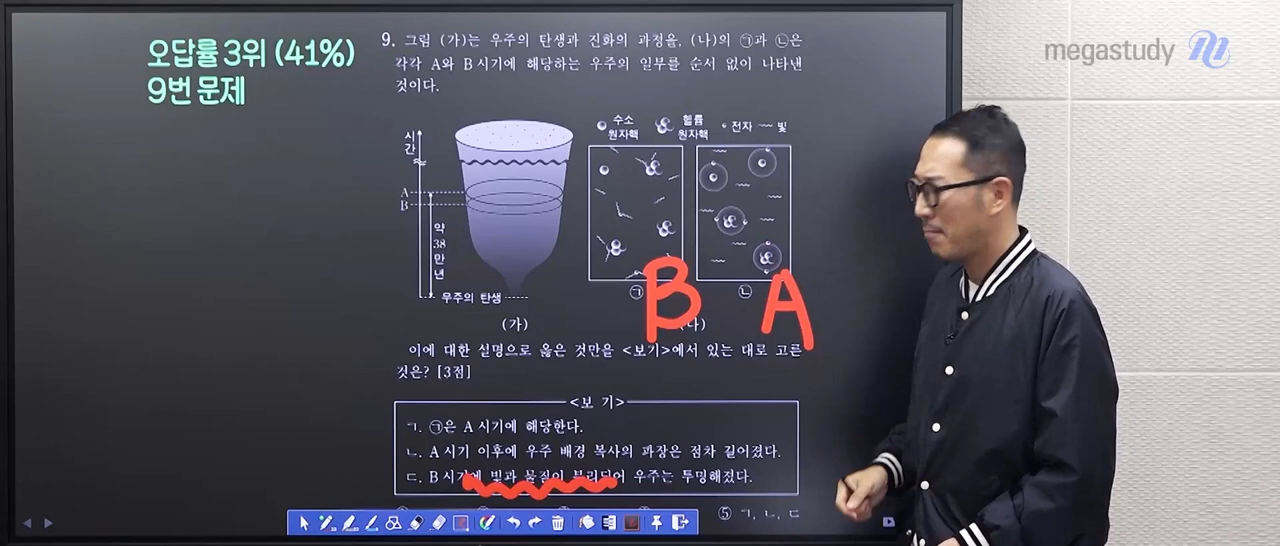 오답률 3위 (41%)
9번 문제
megastudy
9. 그림 (가)는 우주의 탄생과 진화의 과정을, (나)의 ㉠과 ㉡은
각각 A와 B시기에 해당하는 우주의 일부를 순서 없이 나타낸
것이다.
시간
A
B
약 38만년
우주의 탄생
(가)
수소 원자핵
헬륨 원자핵
전자
빛
㉠
㉡
B
A
(나)
이에 대한 설명으로 옳은 것만을 <보기>에서 있는 대로 고른
것은? [3점]
<보 기>
ㄱ. ㉠은 A시기에 해당한다.
ㄴ. A시기 이후에 우주 배경 복사의 파장은 점차 길어졌다.
ㄷ. B시기에 빛과 물질이 분리되어 우주는 투명해졌다.
⑤ ㄱ, ㄴ, ㄷ